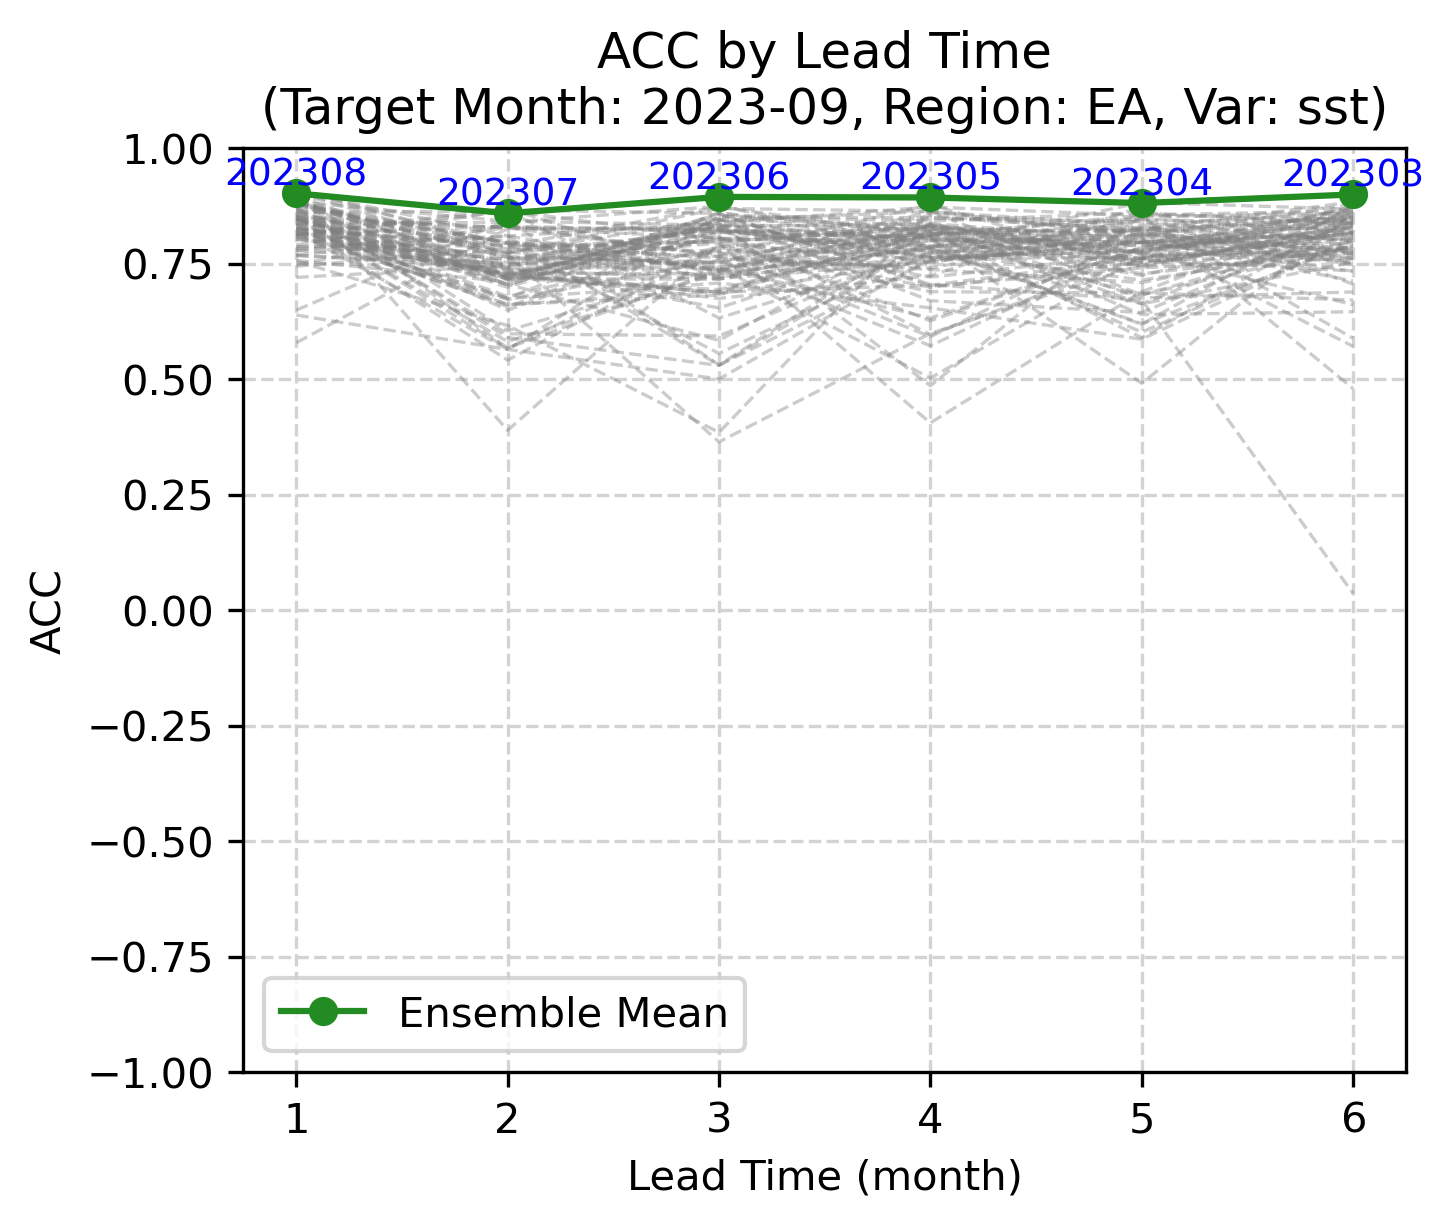 ACC by Lead Time
(Target Month: 2023-09, Region: EA, Var: sst)
1.00
0.75
0.50
0.25
0.00
−0.25
−0.50
−0.75
−1.00
ACC
202308
202307
202306
202305
202304
202303
Ensemble Mean
1 2 3 4 5 6
Lead Time (month)